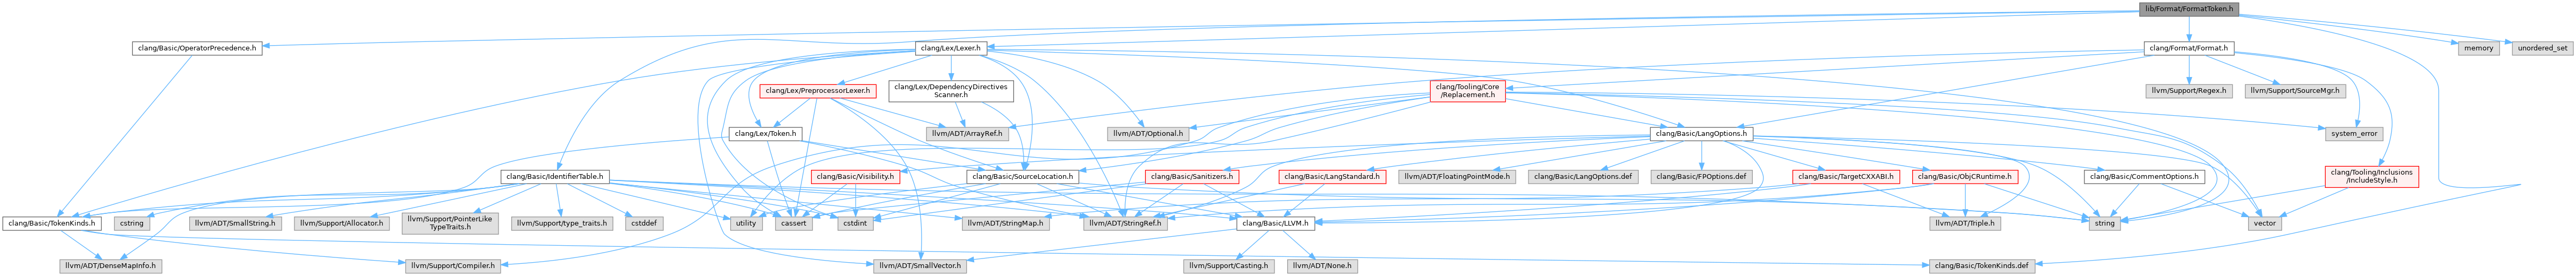 lib/Format/FormatToken.h
clang/Basic/OperatorPrecedence.h
clang/Lex/Lexer.h
clang/Format/Format.h
memory
unordered_set
clang/Lex/PreprocessorLexer.h
clang/Lex/DependencyDirectives
Scanner.h
clang/Tooling/Core
/Replacement.h
llvm/Support/Regex.h
llvm/Support/SourceMgr.h
clang/Lex/Token.h
llvm/ADT/ArrayRef.h
llvm/ADT/Optional.h
clang/Basic/LangOptions.h
system_error
clang/Basic/IdentifierTable.h
clang/Basic/Visibility.h
clang/Basic/SourceLocation.h
clang/Basic/Sanitizers.h
clang/Basic/LangStandard.h
llvm/ADT/FloatingPointMode.h
clang/Basic/LangOptions.def
clang/Basic/FPOptions.def
clang/Basic/TargetCXXABI.h
clang/Basic/ObjCRuntime.h
clang/Basic/CommentOptions.h
clang/Tooling/Inclusions
/IncludeStyle.h
clang/Basic/TokenKinds.h
cstring
llvm/ADT/SmallString.h
llvm/Support/Allocator.h
llvm/Support/PointerLike
TypeTraits.h
llvm/Support/type_traits.h
cstddef
utility
cassert
cstdint
llvm/ADT/StringMap.h
llvm/ADT/StringRef.h
clang/Basic/LLVM.h
llvm/ADT/Triple.h
string
vector
llvm/ADT/DenseMapInfo.h
llvm/Support/Compiler.h
llvm/ADT/SmallVector.h
llvm/Support/Casting.h
llvm/ADT/None.h
clang/Basic/TokenKinds.def